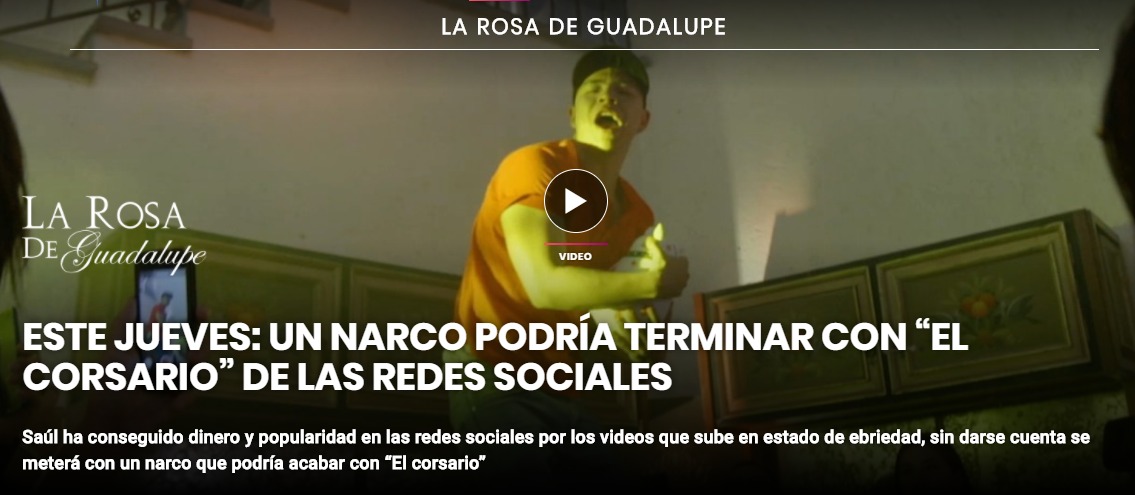 LA ROSA DE GUADALUPE
LA ROSA
DE Guadalupe
VIDEO
ESTE JUEVES: UN NARCO PODRÍA TERMINAR CON “EL
CORSARIO” DE LAS REDES SOCIALES
Saúl ha conseguido dinero y popularidad en las redes sociales por los videos que sube en estado de ebriedad, sin darse cuenta se
meterá con un narco que podría acabar con “El corsario”